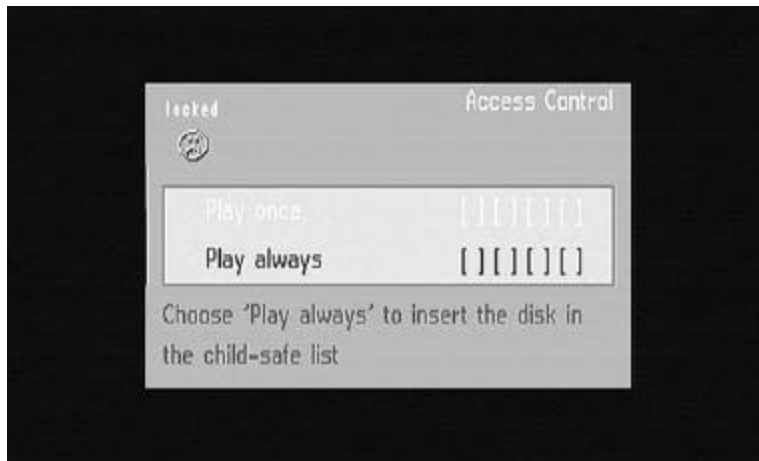 locked
Access Control
Play once [ ][ ][ ][ ]
Play always [ ][ ][ ][ ]
Choose 'Play always' to insert the disk in
the child-safe list